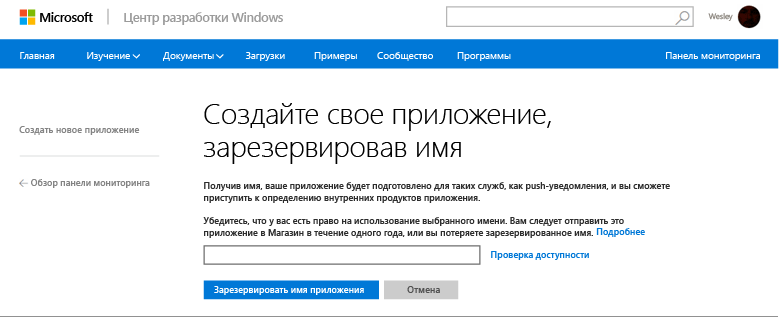 Microsoft Центр разработки Windows Wesley
Главная Изучение Документы Загрузки Примеры Сообщество Программы Панель мониторинга
Создать новое приложение
Обзор панели мониторинга
Создайте свое приложение,
зарезервировав имя
Получив имя, ваше приложение будет подготовлено для таких служб, как push-уведомления, и вы сможете
приступить к определению внутренних продуктов приложения.
Убедитесь, что у вас есть право на использование выбранного имени. Вам следует отправить это
приложение в Магазин в течение одного года, или вы потеряете зарезервированное имя. Подробнее
Проверка доступности
Зарезервировать имя приложения Отмена